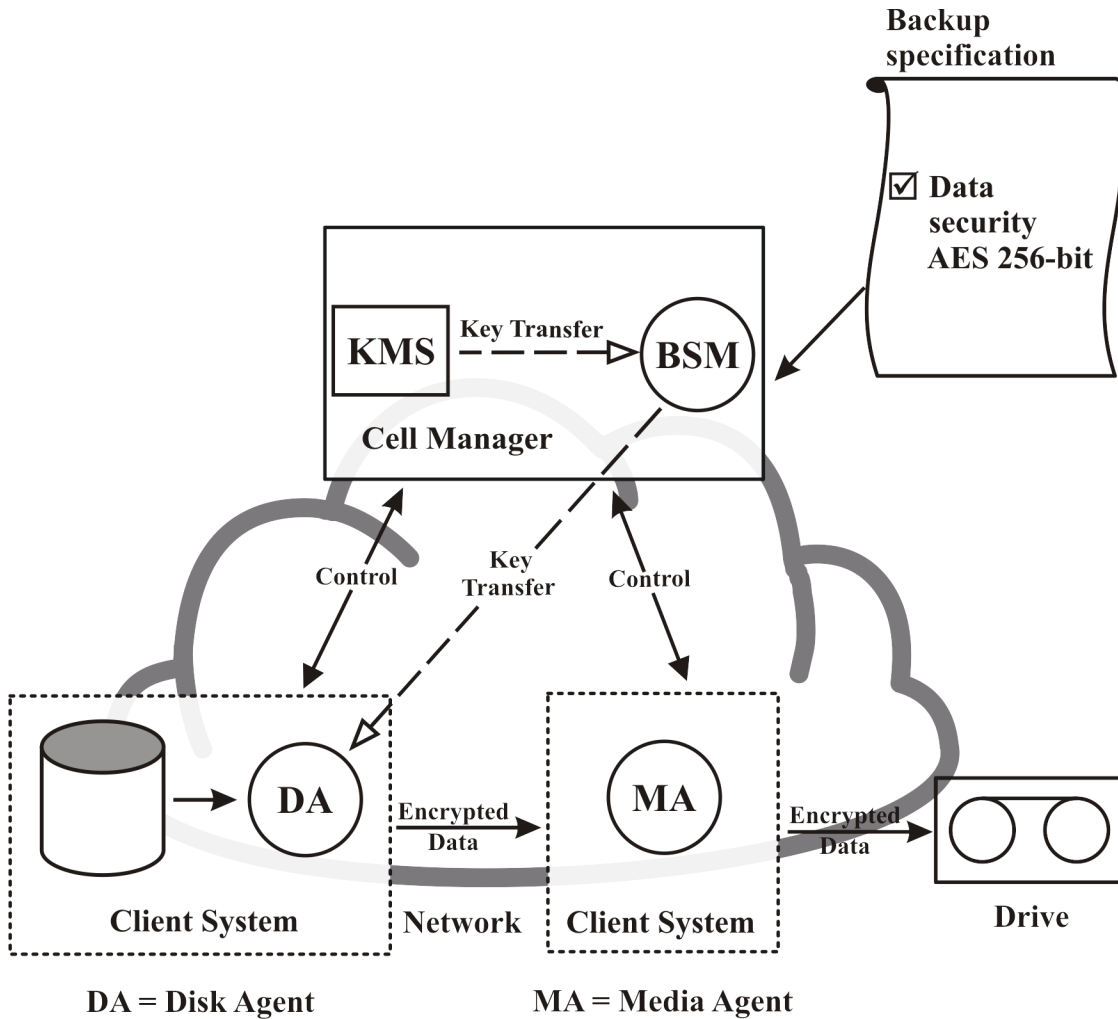 Backup
specification
Data
security
AES 256-bit
Key Transfer
KMS
BSM
Cell Manager
Control
Key
Transfer
Control
DA
MA
Encrypted
Data
Encrypted
Data
Client System
Network
Client System
Drive
DA = Disk Agent
MA = Media Agent